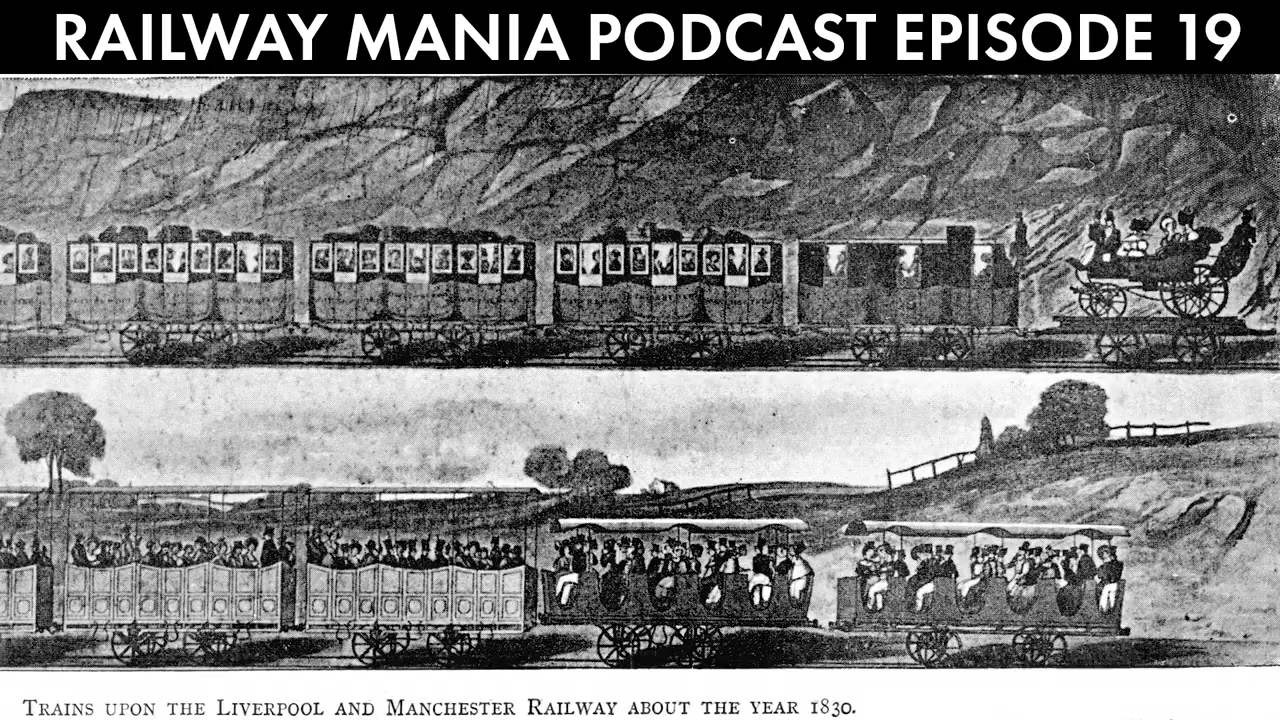 RAILWAY MANIA PODCAST EPISODE 19
TRAINS UPON THE LIVERPOOL AND MANCHESTER RAILWAY ABOUT THE YEAR 1830.